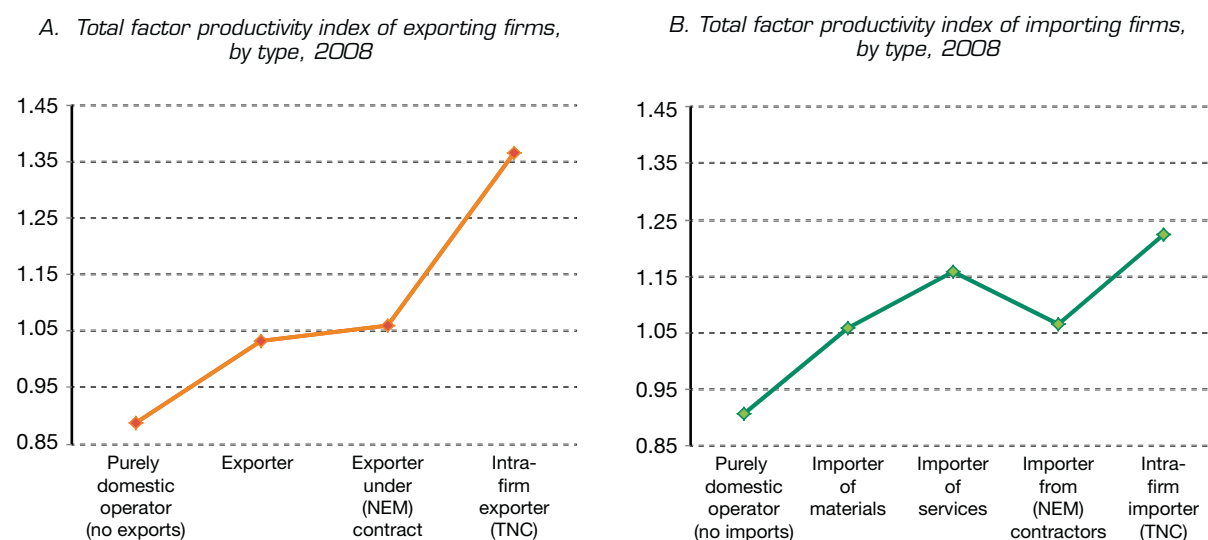 A. Total factor productivity index of exporting firms,
by type, 2008
1.45
1.35
1.25
1.15
1.05
0.95
0.85
Purely
domestic
operator
(no exports)
Exporter
Exporter
under
(NEM)
contract
Intra-
firm
exporter
(TNC)
B. Total factor productivity index of importing firms,
by type, 2008
1.45
1.35
1.25
1.15
1.05
0.95
0.85
Purely
domestic
operator
(no imports)
Importer
of
materials
Importer
of
services
Importer
from
(NEM)
contractors
Intra-
firm
importer
(TNC)